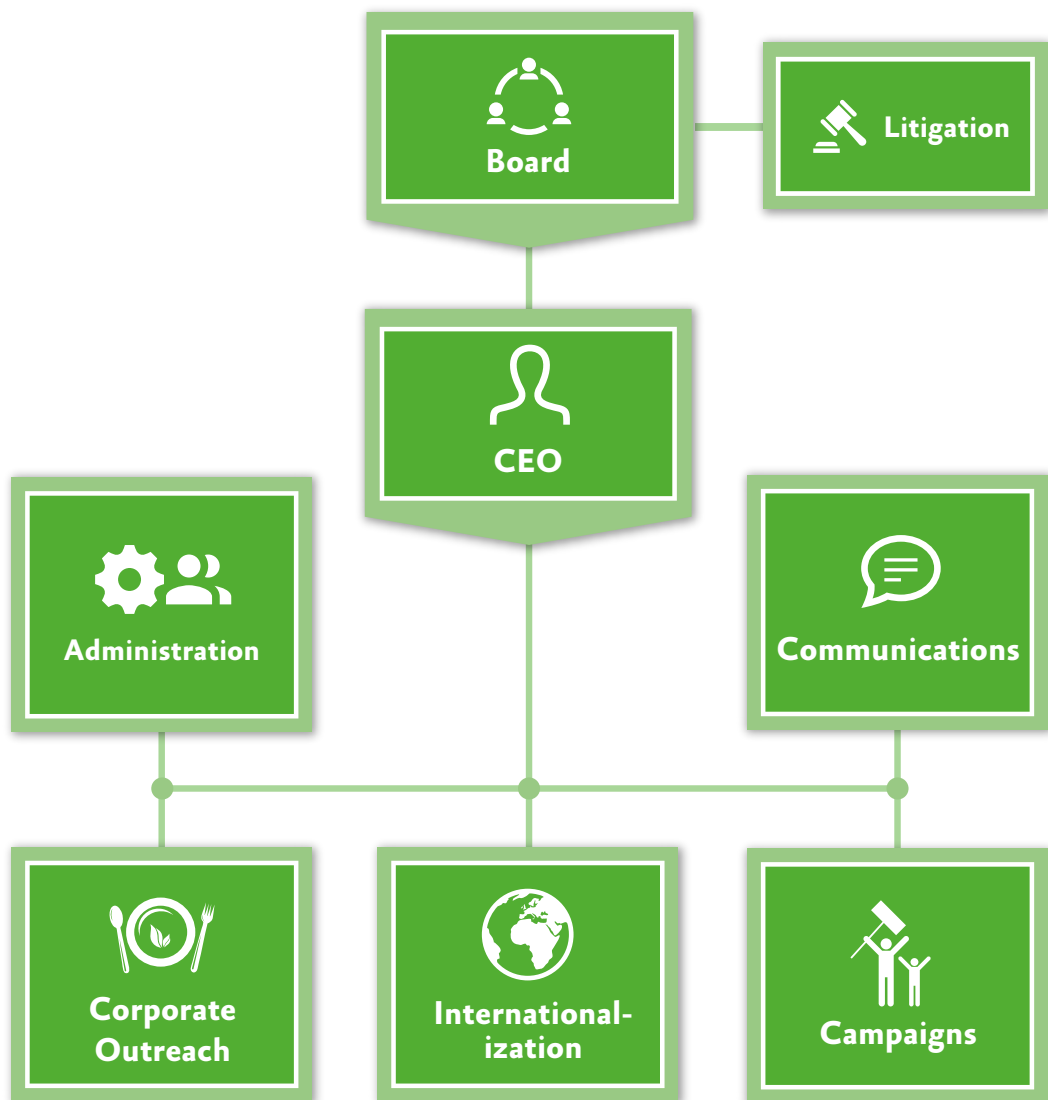 Board
Litigation
CEO
Administration
Communications
Corporate
Outreach
International-
ization
Campaigns